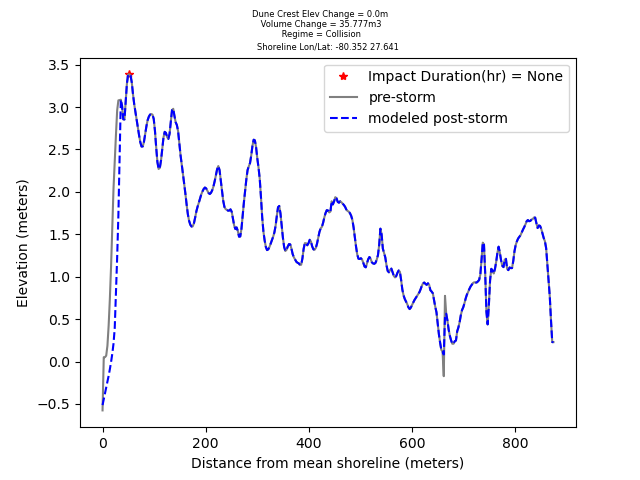 Dune Crest Elev Change = 0.0m
Volume Change = 35.777m3
Regime = Collision
Shoreline Lon/Lat: -80.352 27.641
Impact Duration(hr) = None
pre-storm
modeled post-storm
Elevation (meters)
3.5
3.0
2.5
2.0
1.5
1.0
0.5
0.0
−0.5
0
200
400
600
800
Distance from mean shoreline (meters)